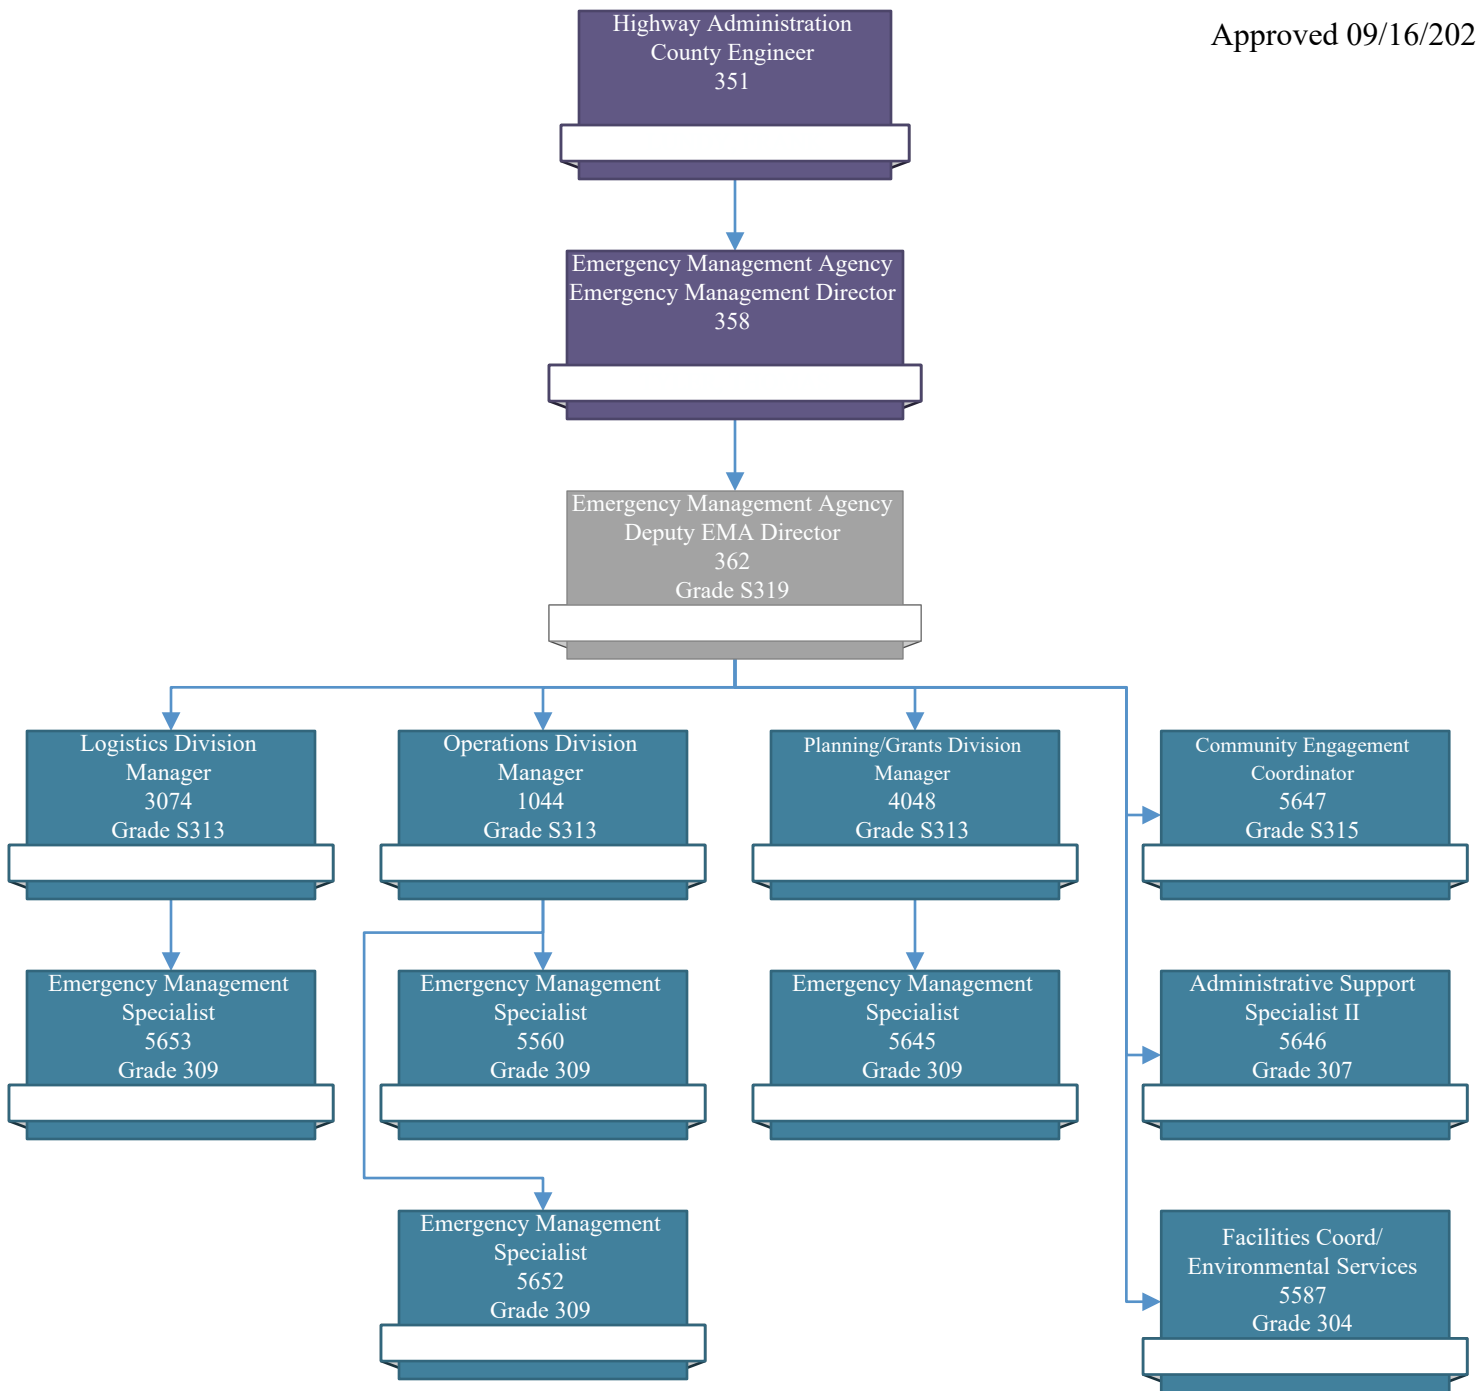 Approved 09/16/202
Highway Administration
County Engineer
351
Emergency Management Agency
Emergency Management Director
358
Emergency Management Agency
Deputy EMA Director
362
Grade S319
Logistics Division
Manager
3074
Grade S313
Operations Division
Manager
1044
Grade S313
Planning/Grants Division
Manager
4048
Grade S313
Community Engagement
Coordinator
5647
Grade S315
Emergency Management
Specialist
5653
Grade 309
Emergency Management
Specialist
5560
Grade 309
Emergency Management
Specialist
5645
Grade 309
Administrative Support
Specialist II
5646
Grade 307
Emergency Management
Specialist
5652
Grade 309
Facilities Coord/
Environmental Services
5587
Grade 304